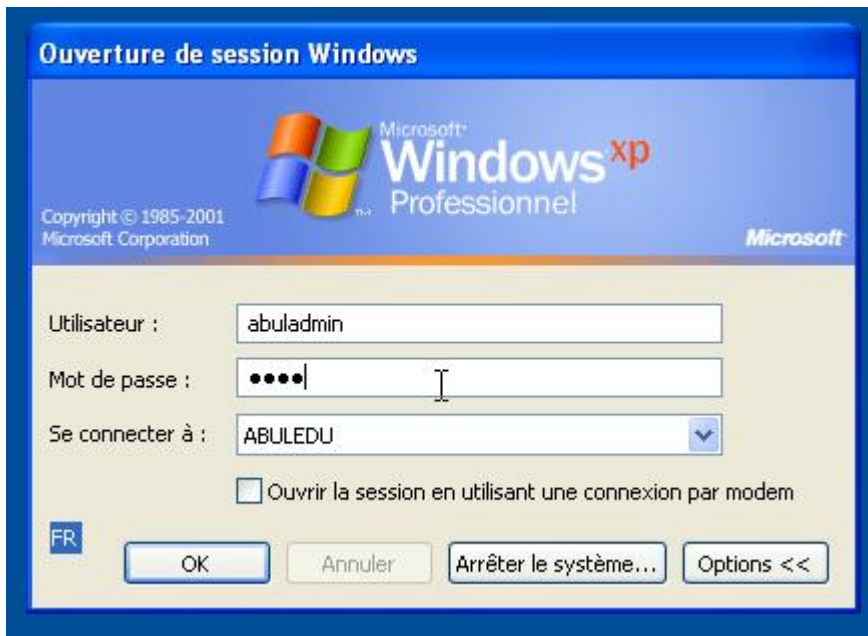 Ouverture de session Windows
Microsoft
Windows xp
Professionnel
Copyright © 1985-2001
Microsoft Corporation
Microsoft
Utilisateur :
abuladmin
Mot de passe :
••••
Se connecter à :
ABULEDU
Ouvrir la session en utilisant une connexion par modem
FR
OK
Annuler
Arrêter le système...
Options <<